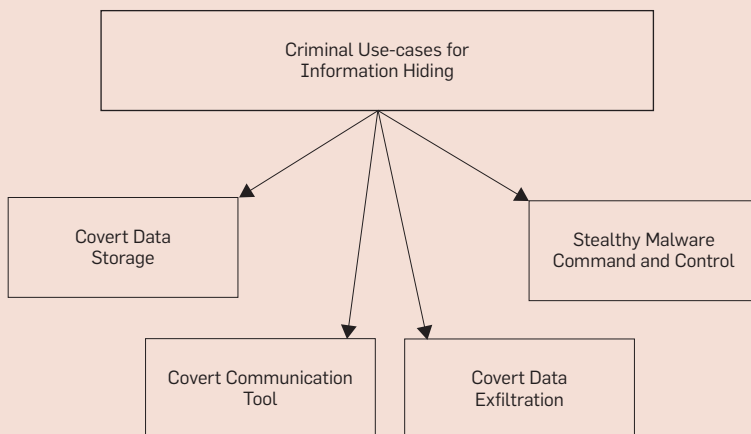 Criminal Use-cases for
Information Hiding
Covert Data
Storage
Stealthy Malware
Command and Control
Covert Communication
Tool
Covert Data
Exfiltration